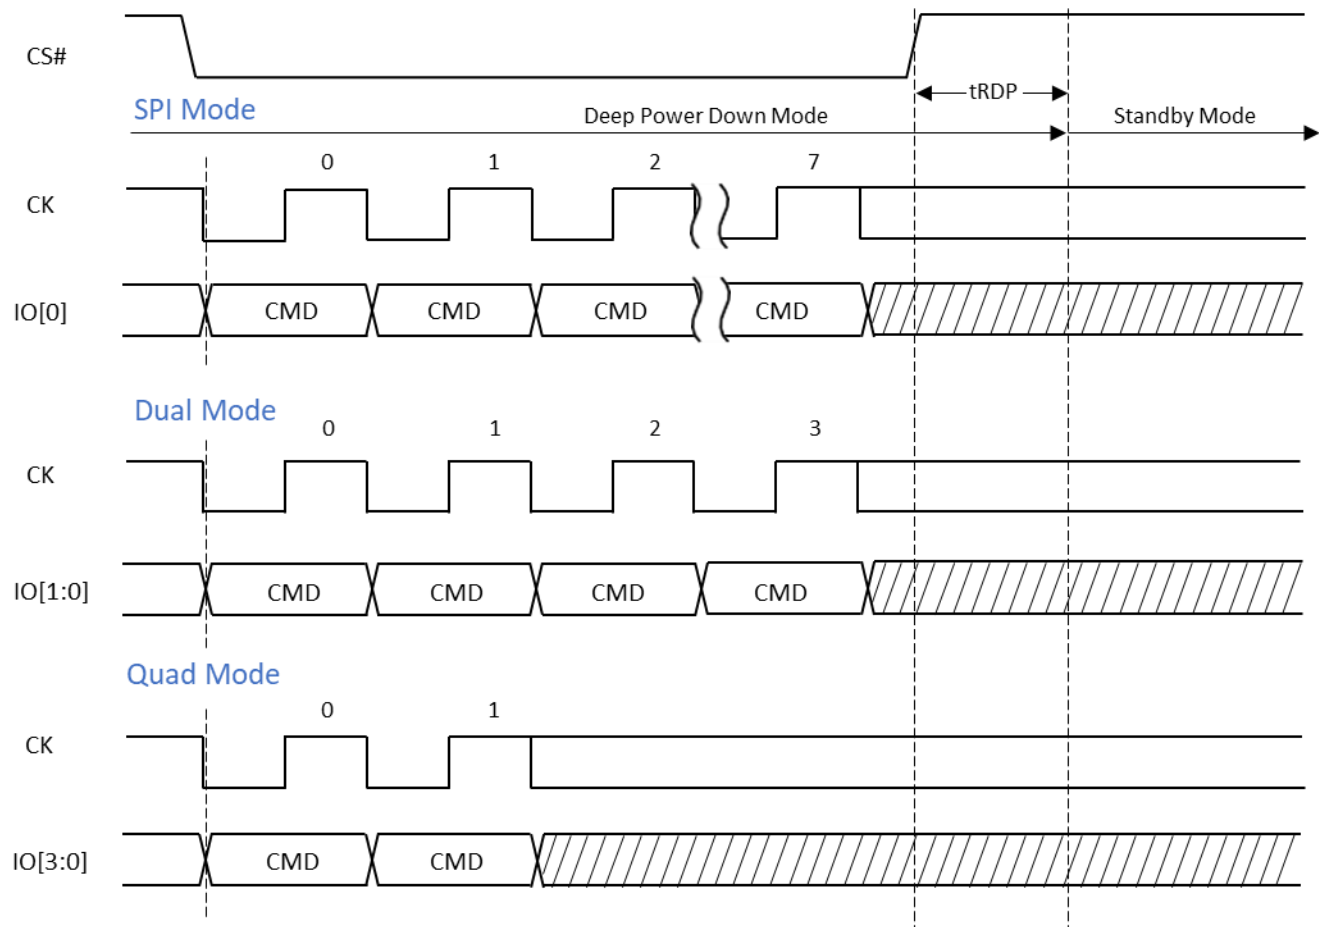 CS#
tRDP
SPI Mode
Deep Power Down Mode Standby Mode
0 1 2 7
CK
IO[0] CMD CMD CMD CMD
Dual Mode
0 1 2 3
CK
IO[1:0] CMD CMD CMD CMD
Quad Mode
0 1
CK
IO[3:0] CMD CMD